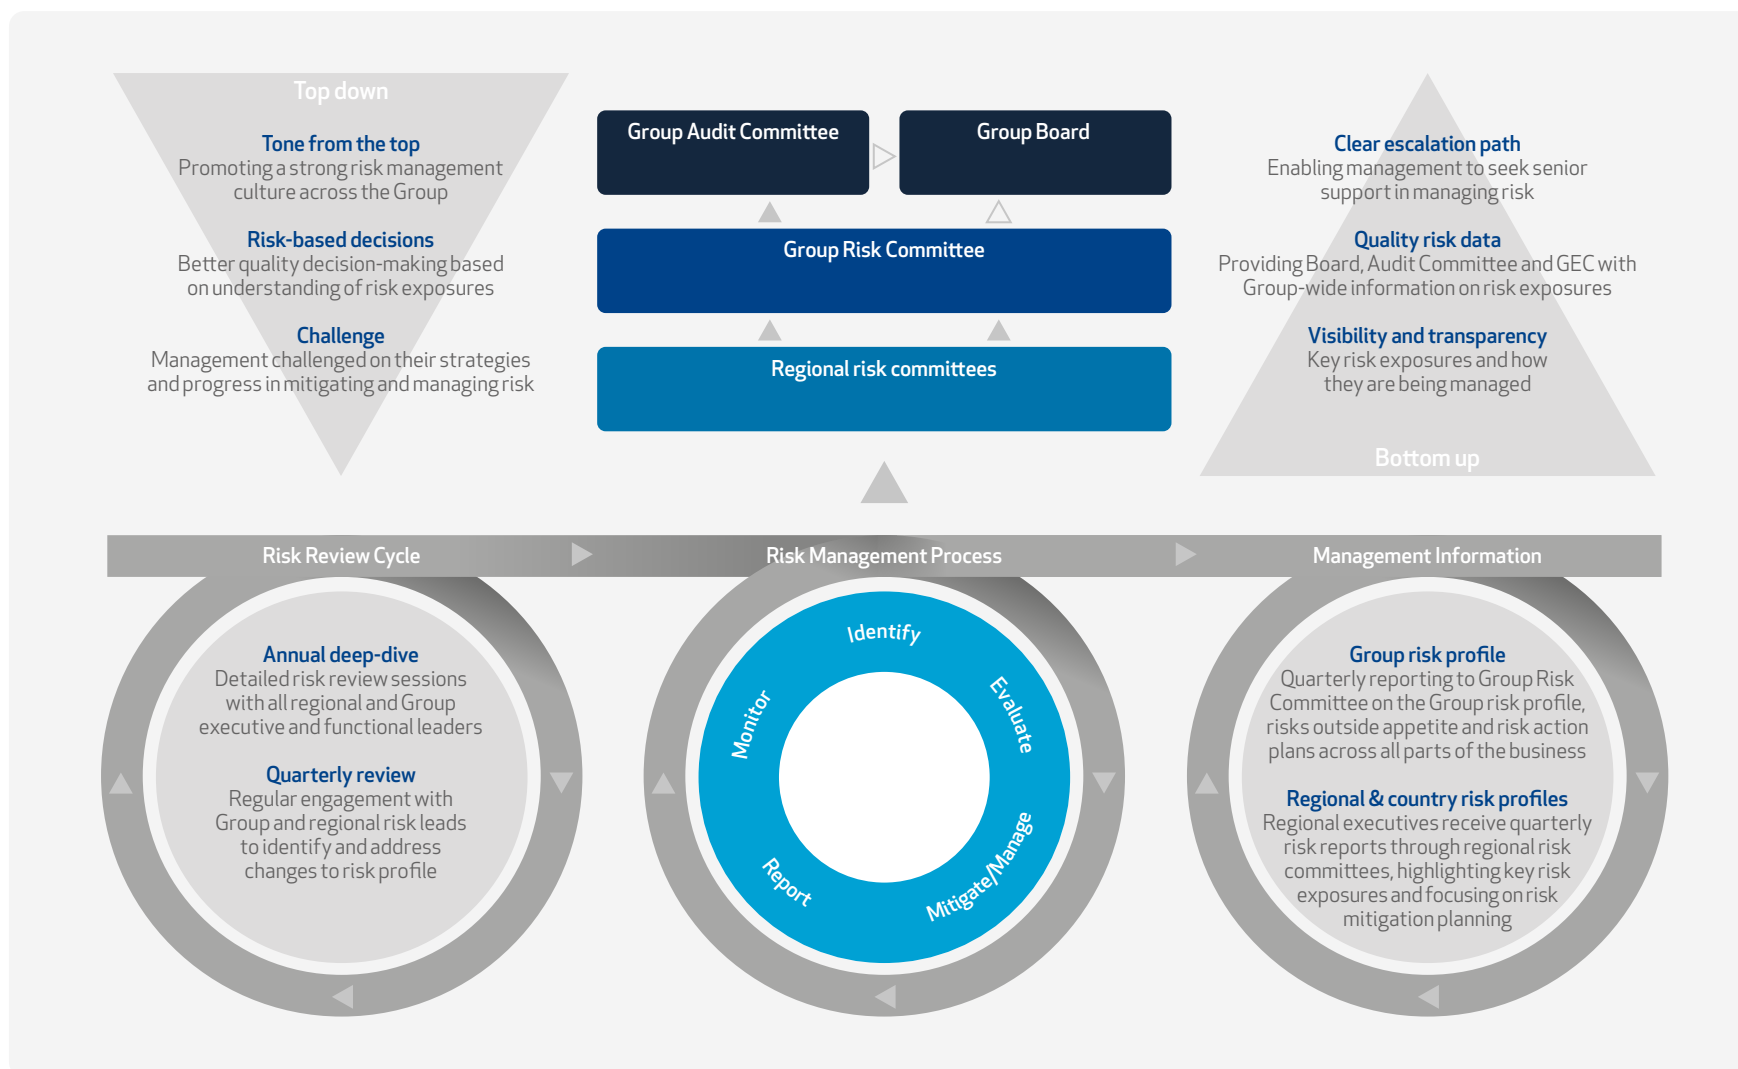 Top down
Tone from the top
Promoting a strong risk management
culture across the Group
Risk-based decisions
Better quality decision-making based
on understanding of risk exposures
Challenge
Management challenged on their strategies
and progress in mitigating and managing risk
Group Audit Committee
Group Board
Group Risk Committee
Regional risk committees
Clear escalation path
Enabling management to seek senior
support in managing risk
Quality risk data
Providing Board, Audit Committee and GEC with
Group-wide information on risk exposures
Visibility and transparency
Key risk exposures and how
they are being managed
Bottom up
Risk Review Cycle
Risk Management Process
Management Information
Annual deep-dive
Detailed risk review sessions
with all regional and Group
executive and functional leaders
Quarterly review
Regular engagement with
Group and regional risk leads
to identify and address
changes to risk profile
Identify
Evaluate
Mitigate/Manage
Report
Monitor
Group risk profile
Quarterly reporting to Group Risk
Committee on the Group risk profile,
risks outside appetite and risk action
plans across all parts of the business
Regional & country risk profiles
Regional executives receive quarterly
risk reports through regional risk
committees, highlighting key risk
exposures and focusing on risk
mitigation planning